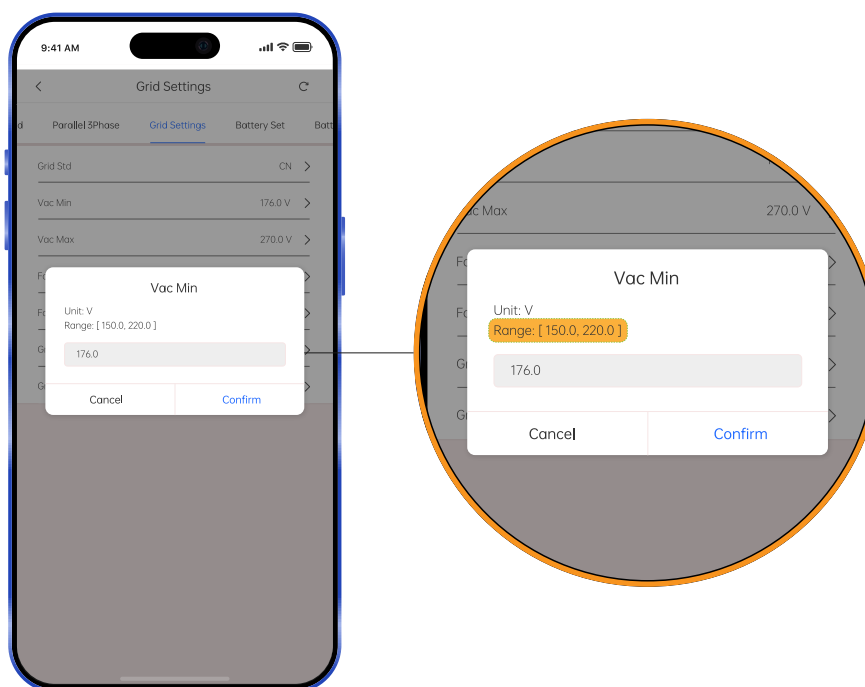 9:41 AM
Grid Settings
d Parallel 3Phase Grid Settings Battery Set Batt
Grid Std CN
Vac Min 176.0 V
Vac Max 270.0 V
Vac Min
Unit: V
Range: [ 150.0, 220.0 ]
176.0
Cancel Confirm
c Max 270.0 V
Vac Min
Unit: V
Range: [ 150.0, 220.0 ]
176.0
Cancel Confirm